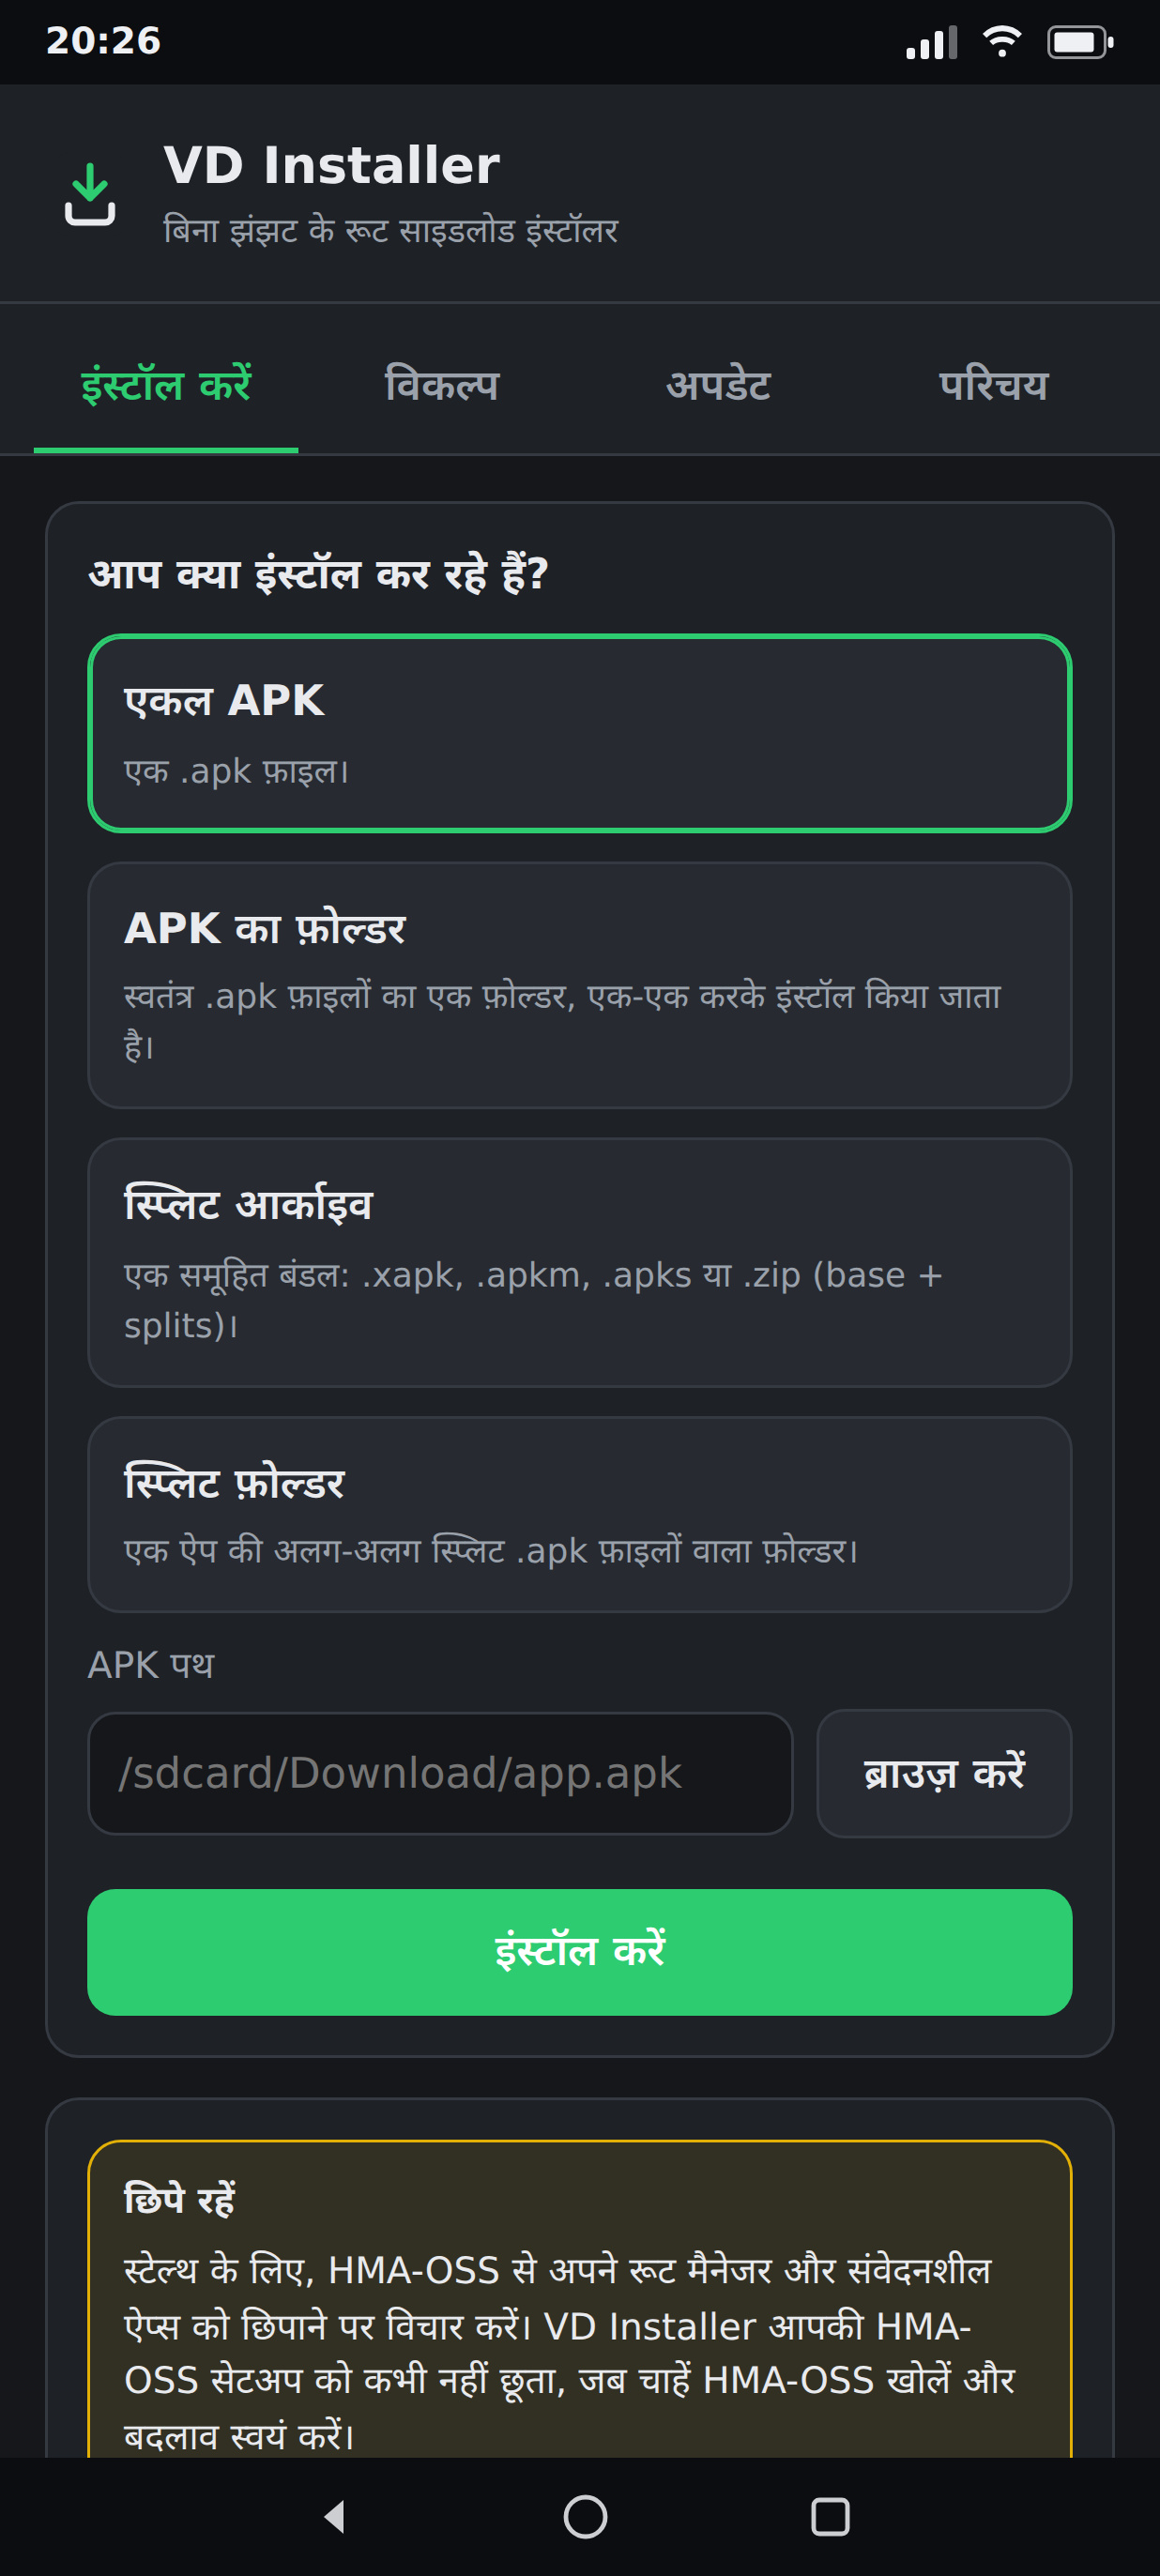 20:26
VD Installer
बिना झंझट के रूट साइडलोड इंस्टॉलर
इंस्टॉल करें
विकल्प
अपडेट
परिचय
आप क्या इंस्टॉल कर रहे हैं?
एकल APK
एक .apk फ़ाइल।
APK का फ़ोल्डर
स्वतंत्र .apk फ़ाइलों का एक फ़ोल्डर, एक-एक करके इंस्टॉल किया जाता
है।
स्प्लिट आर्काइव
एक समूहित बंडल: .xapk, .apkm, .apks या .zip (base +
splits)।
स्प्लिट फ़ोल्डर
एक ऐप की अलग-अलग स्प्लिट .apk फ़ाइलों वाला फ़ोल्डर।
APK पथ
/sdcard/Download/app.apk
ब्राउज़ करें
इंस्टॉल करें
छिपे रहें
स्टेल्थ के लिए, HMA-OSS से अपने रूट मैनेजर और संवेदनशील
ऐप्स को छिपाने पर विचार करें। VD Installer आपकी HMA-
OSS सेटअप को कभी नहीं छूता, जब चाहें HMA-OSS खोलें और
बदलाव स्वयं करें।